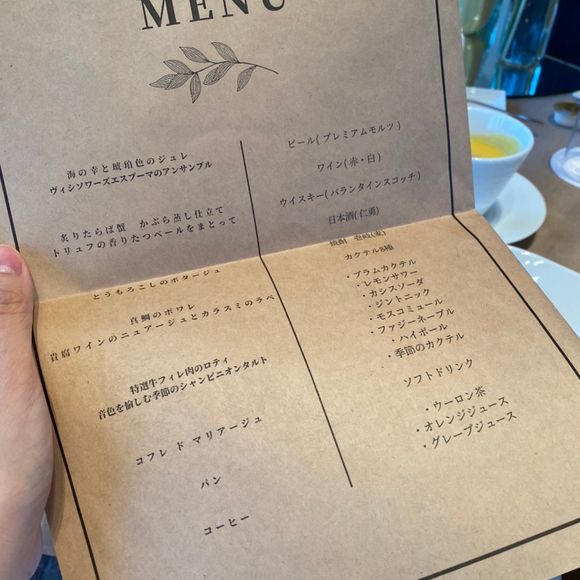 MENU
海の幸と琥珀色のジュレ
ヴィシソワーズエスプーマのアンサンブル
炙りたらば蟹 かぶら蒸し仕立て
トリュフの香りたつベールをまとって
とうもろこしのポタージュ
真鯛のポワレ
貴腐ワインのニュアージュとカラスミのラペ
特選牛フィレ肉のロティ
音色を愉しむ季節のシャンピニオンタルト
コフレ ド マリアージュ
パン
コーヒー
ビール(プレミアムモルツ)
ワイン(赤・白)
ウイスキー(バランタインスコッチ)
日本酒(仁勇)
焼酎 壱岐(麦)
カクテル8種
・プラムカクテル
・レモンサワー
・カシスソーダ
・ジントニック
・モスコミュール
・ファジーネーブル
・ハイボール
・季節のカクテル
ソフトドリンク
・ウーロン茶
・オレンジジュース
・グレープジュース